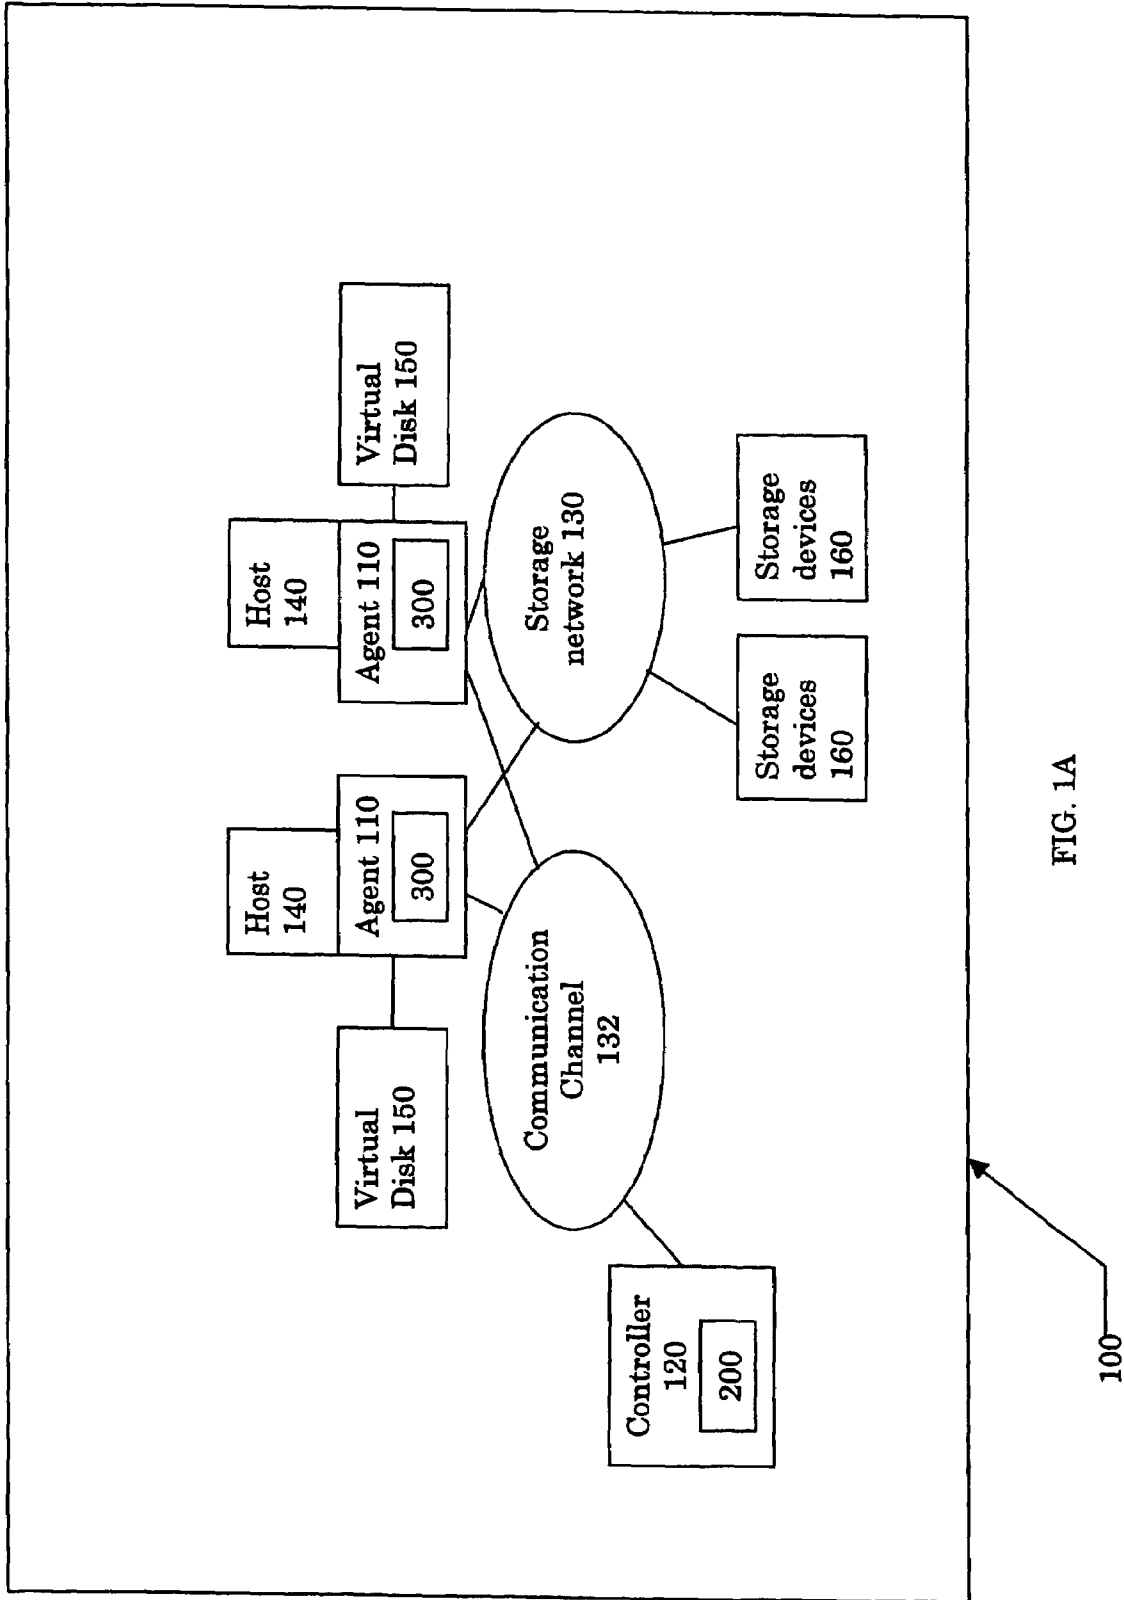 Host
140
Host
140
Agent 110
300
Agent 110
300
Virtual
Disk 150
Virtual
Disk 150
Communication
Channel
132
Storage
network 130
Controller
120
200
Storage
devices
160
Storage
devices
160
100
FIG. 1A